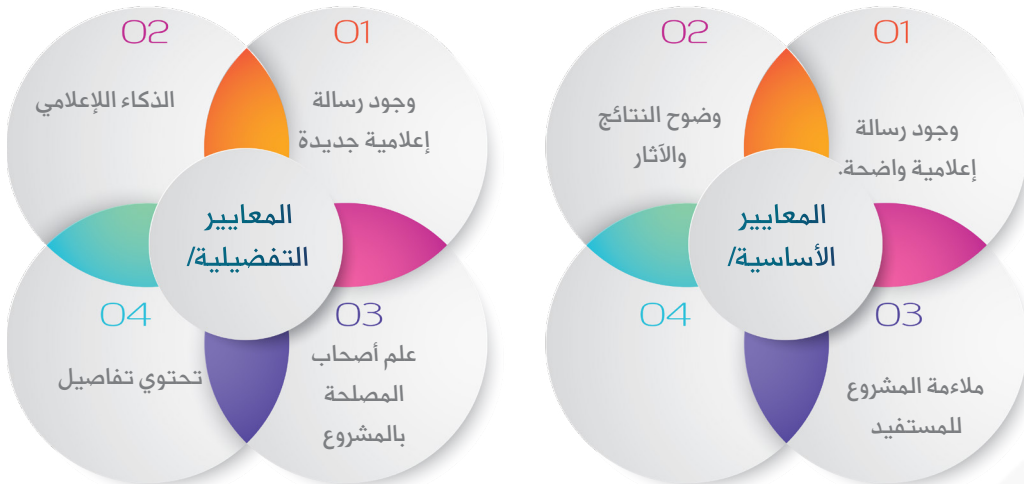 المعايير
الأساسية/
01
وجود رسالة
إعلامية واضحة.
02
وضوح النتائج
والآثار
03
ملاءمة المشروع
للمستفيد
04
المعايير
التفضيلية/
01
وجود رسالة
إعلامية جديدة
02
الذكاء اللإعلامي
03
علم أصحاب
المصلحة
بالمشروع
04
تحتوي تفاصيل